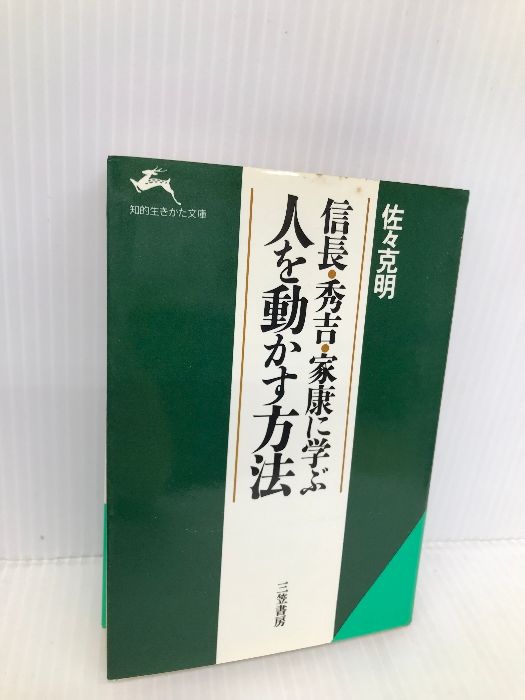 知的生きかた文庫
佐々克明
信長・秀吉・家康に学ぶ
人を動かす方法
三笠書房